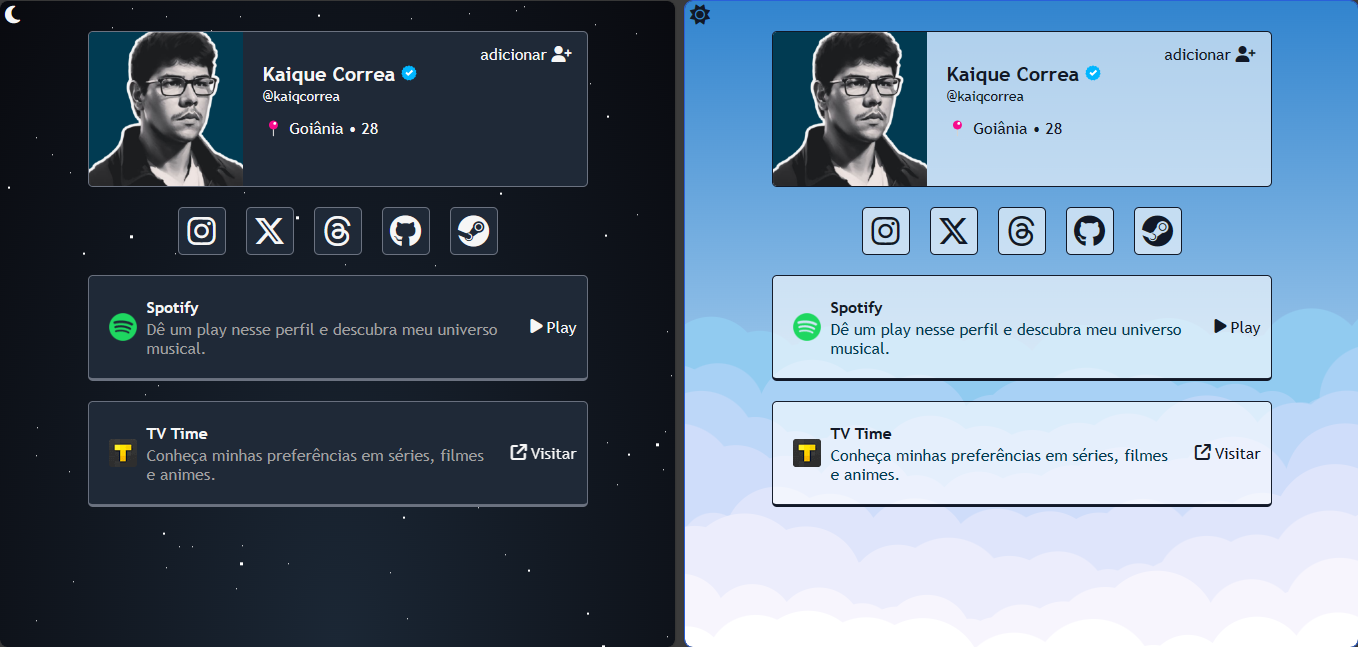 adicionar
Kaique Correa
@kaiqcorrea
Goiânia • 28
Spotify
Dê um play nesse perfil e descubra meu universo
musical.
Play
TV Time
Conheça minhas preferências em séries, filmes
e animes.
Visitar
adicionar
Kaique Correa
@kaiqcorrea
Goiânia • 28
Spotify
Dê um play nesse perfil e descubra meu universo
musical.
Play
TV Time
Conheça minhas preferências em séries, filmes
e animes.
Visitar